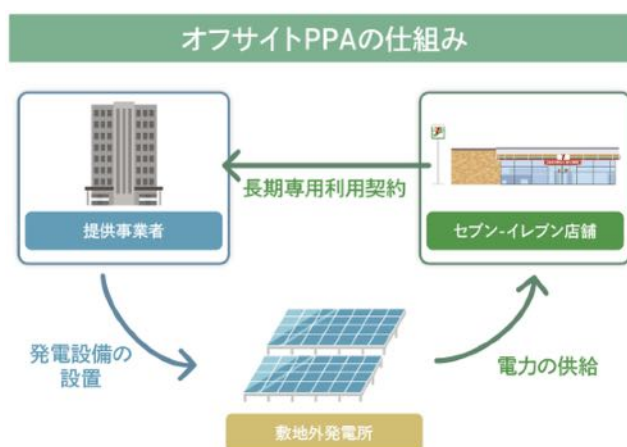 オフサイトPPAの仕組み
長期専用利用契約
提供事業者
セブン‐イレブン店舗
発電設備の
設置
電力の供給
敷地外発電所